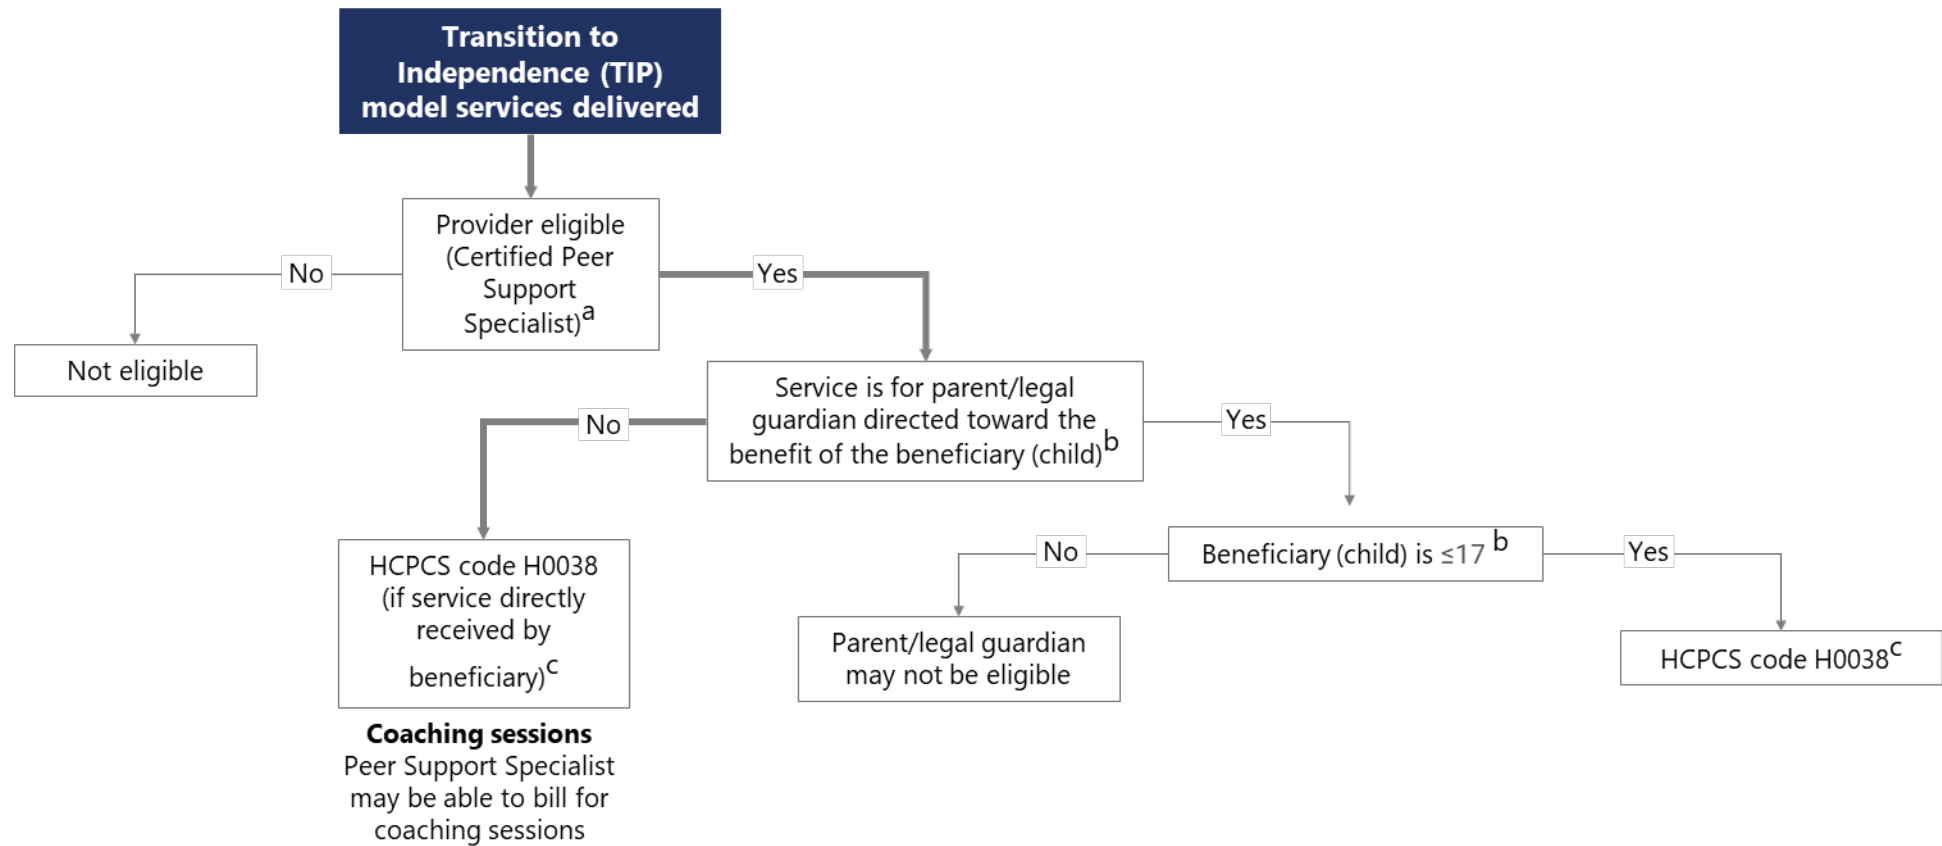 Transition to
Independence (TIP)
model services delivered
Provider eligible
(Certified Peer
Support
Specialist)a
No
Yes
Not eligible
Service is for parent/legal
guardian directed toward the
benefit of the beneficiary (child)b
No
Yes
HCPCS code H0038
(if service directly
received by
beneficiary)c
Coaching sessions
Peer Support Specialist
may be able to bill for
coaching sessions
Beneficiary (child) is ≤17 b
No
Yes
Parent/legal guardian
may not be eligible
HCPCS code H0038c